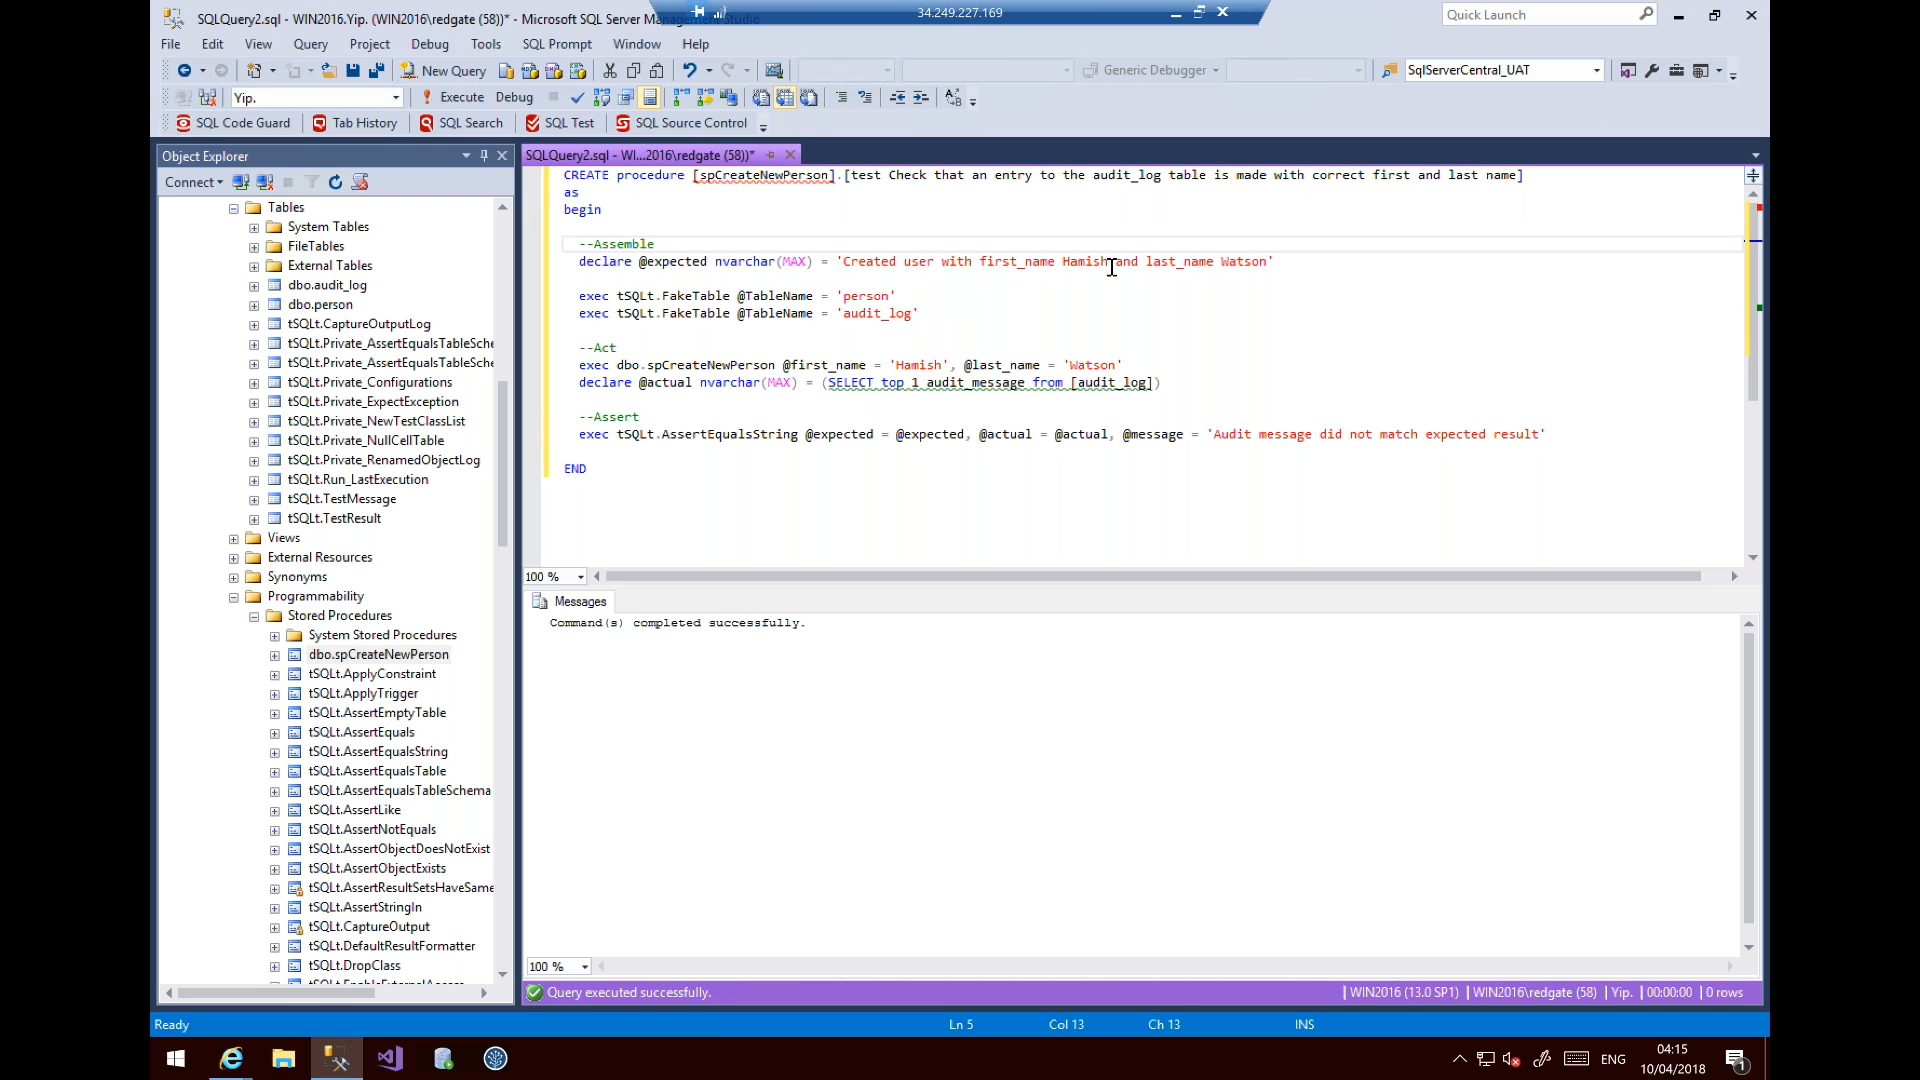 SQLQuery2.sql - WIN2016.Yip. (WIN2016\redgate (58))* - Microsoft SQL Server Management Studio
34.249.227.169
Quick Launch
File Edit View Query Project Debug Tools SQL Prompt Window Help
New Query
Generic Debugger
SqlServerCentral_UAT
Yip.
Execute Debug
SQL Code Guard Tab History SQL Search SQL Test SQL Source Control
Object Explorer
SQLQuery2.sql - WI...2016\redgate (58))*
Connect
Tables
System Tables
FileTables
External Tables
dbo.audit_log
dbo.person
tSQLt.CaptureOutputLog
tSQLt.Private_AssertEqualsTableSche
tSQLt.Private_AssertEqualsTableSche
tSQLt.Private_Configurations
tSQLt.Private_ExpectException
tSQLt.Private_NewTestClassList
tSQLt.Private_NullCellTable
tSQLt.Private_RenamedObjectLog
tSQLt.Run_LastExecution
tSQLt.TestMessage
tSQLt.TestResult
Views
External Resources
Synonyms
Programmability
Stored Procedures
System Stored Procedures
dbo.spCreateNewPerson
tSQLt.ApplyConstraint
tSQLt.ApplyTrigger
tSQLt.AssertEmptyTable
tSQLt.AssertEquals
tSQLt.AssertEqualsString
tSQLt.AssertEqualsTable
tSQLt.AssertEqualsTableSchema
tSQLt.AssertLike
tSQLt.AssertNotEquals
tSQLt.AssertObjectDoesNotExist
tSQLt.AssertObjectExists
tSQLt.AssertResultSetsHaveSame
tSQLt.AssertStringIn
tSQLt.CaptureOutput
tSQLt.DefaultResultFormatter
tSQLt.DropClass
CREATE procedure [spCreateNewPerson].[test Check that an entry to the audit_log table is made with correct first and last name]
as
begin
--Assemble
declare @expected nvarchar(MAX) = 'Created user with first_name Hamish and last_name Watson'
exec tSQLt.FakeTable @TableName = 'person'
exec tSQLt.FakeTable @TableName = 'audit_log'
--Act
exec dbo.spCreateNewPerson @first_name = 'Hamish', @last_name = 'Watson'
declare @actual nvarchar(MAX) = (SELECT top 1 audit_message from [audit_log])
--Assert
exec tSQLt.AssertEqualsString @expected = @expected, @actual = @actual, @message = 'Audit message did not match expected result'
END
100 %
Messages
Command(s) completed successfully.
100 %
Query executed successfully.
WIN2016 (13.0 SP1) WIN2016\redgate (58) Yip. 00:00:00 0 rows
Ready
Ln 5 Col 13 Ch 13 INS
ENG
04:15
10/04/2018
1